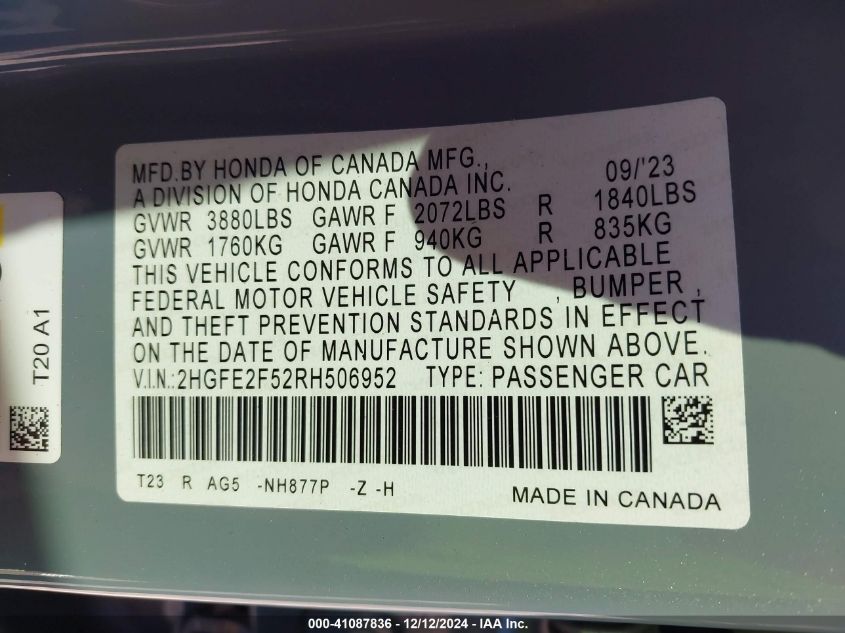 MFD.BY HONDA OF CANADA MFG., 09/'23
A DIVISION OF HONDA CANADA INC.
GVWR 3880LBS GAWR F 2072LBS R 1840LBS
GVWR 1760KG GAWR F 940KG R 835KG
THIS VEHICLE CONFORMS TO ALL APPLICABLE
FEDERAL MOTOR VEHICLE SAFETY , BUMPER ,
AND THEFT PREVENTION STANDARDS IN EFFECT
ON THE DATE OF MANUFACTURE SHOWN ABOVE.
V.I.N.:2HGFE2F52RH506952 TYPE: PASSENGER CAR
T23 R AG5 -NH877P -Z -H MADE IN CANADA
T20 A1
000-41087836 - 12/12/2024 - IAA Inc.